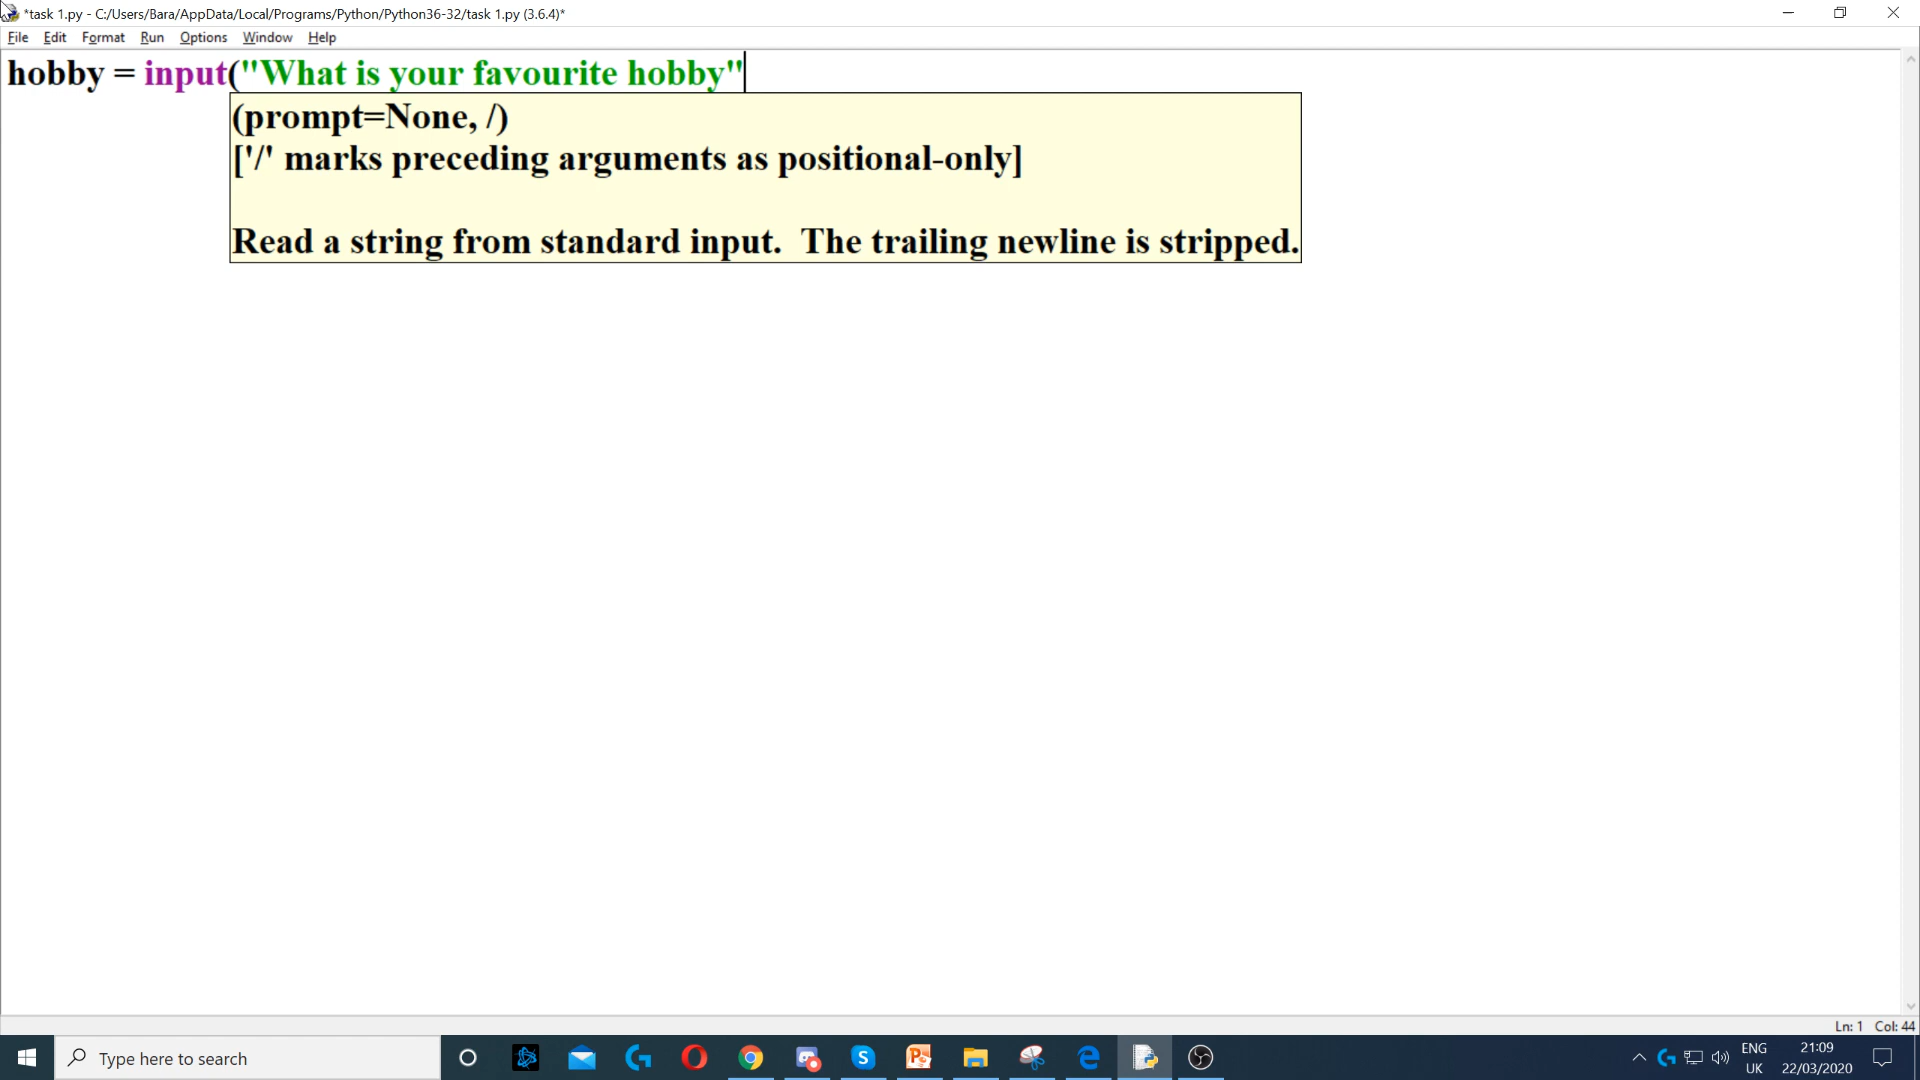 *task 1.py - C:/Users/Bara/AppData/Local/Programs/Python/Python36-32/task 1.py (3.6.4)*
File Edit Format Run Options Window Help
hobby = input("What is your favourite hobby"
(prompt=None, /)
['/' marks preceding arguments as positional-only]
Read a string from standard input.  The trailing newline is stripped.
Ln: 1 Col: 44
Type here to search
ENG 21:09
UK 22/03/2020